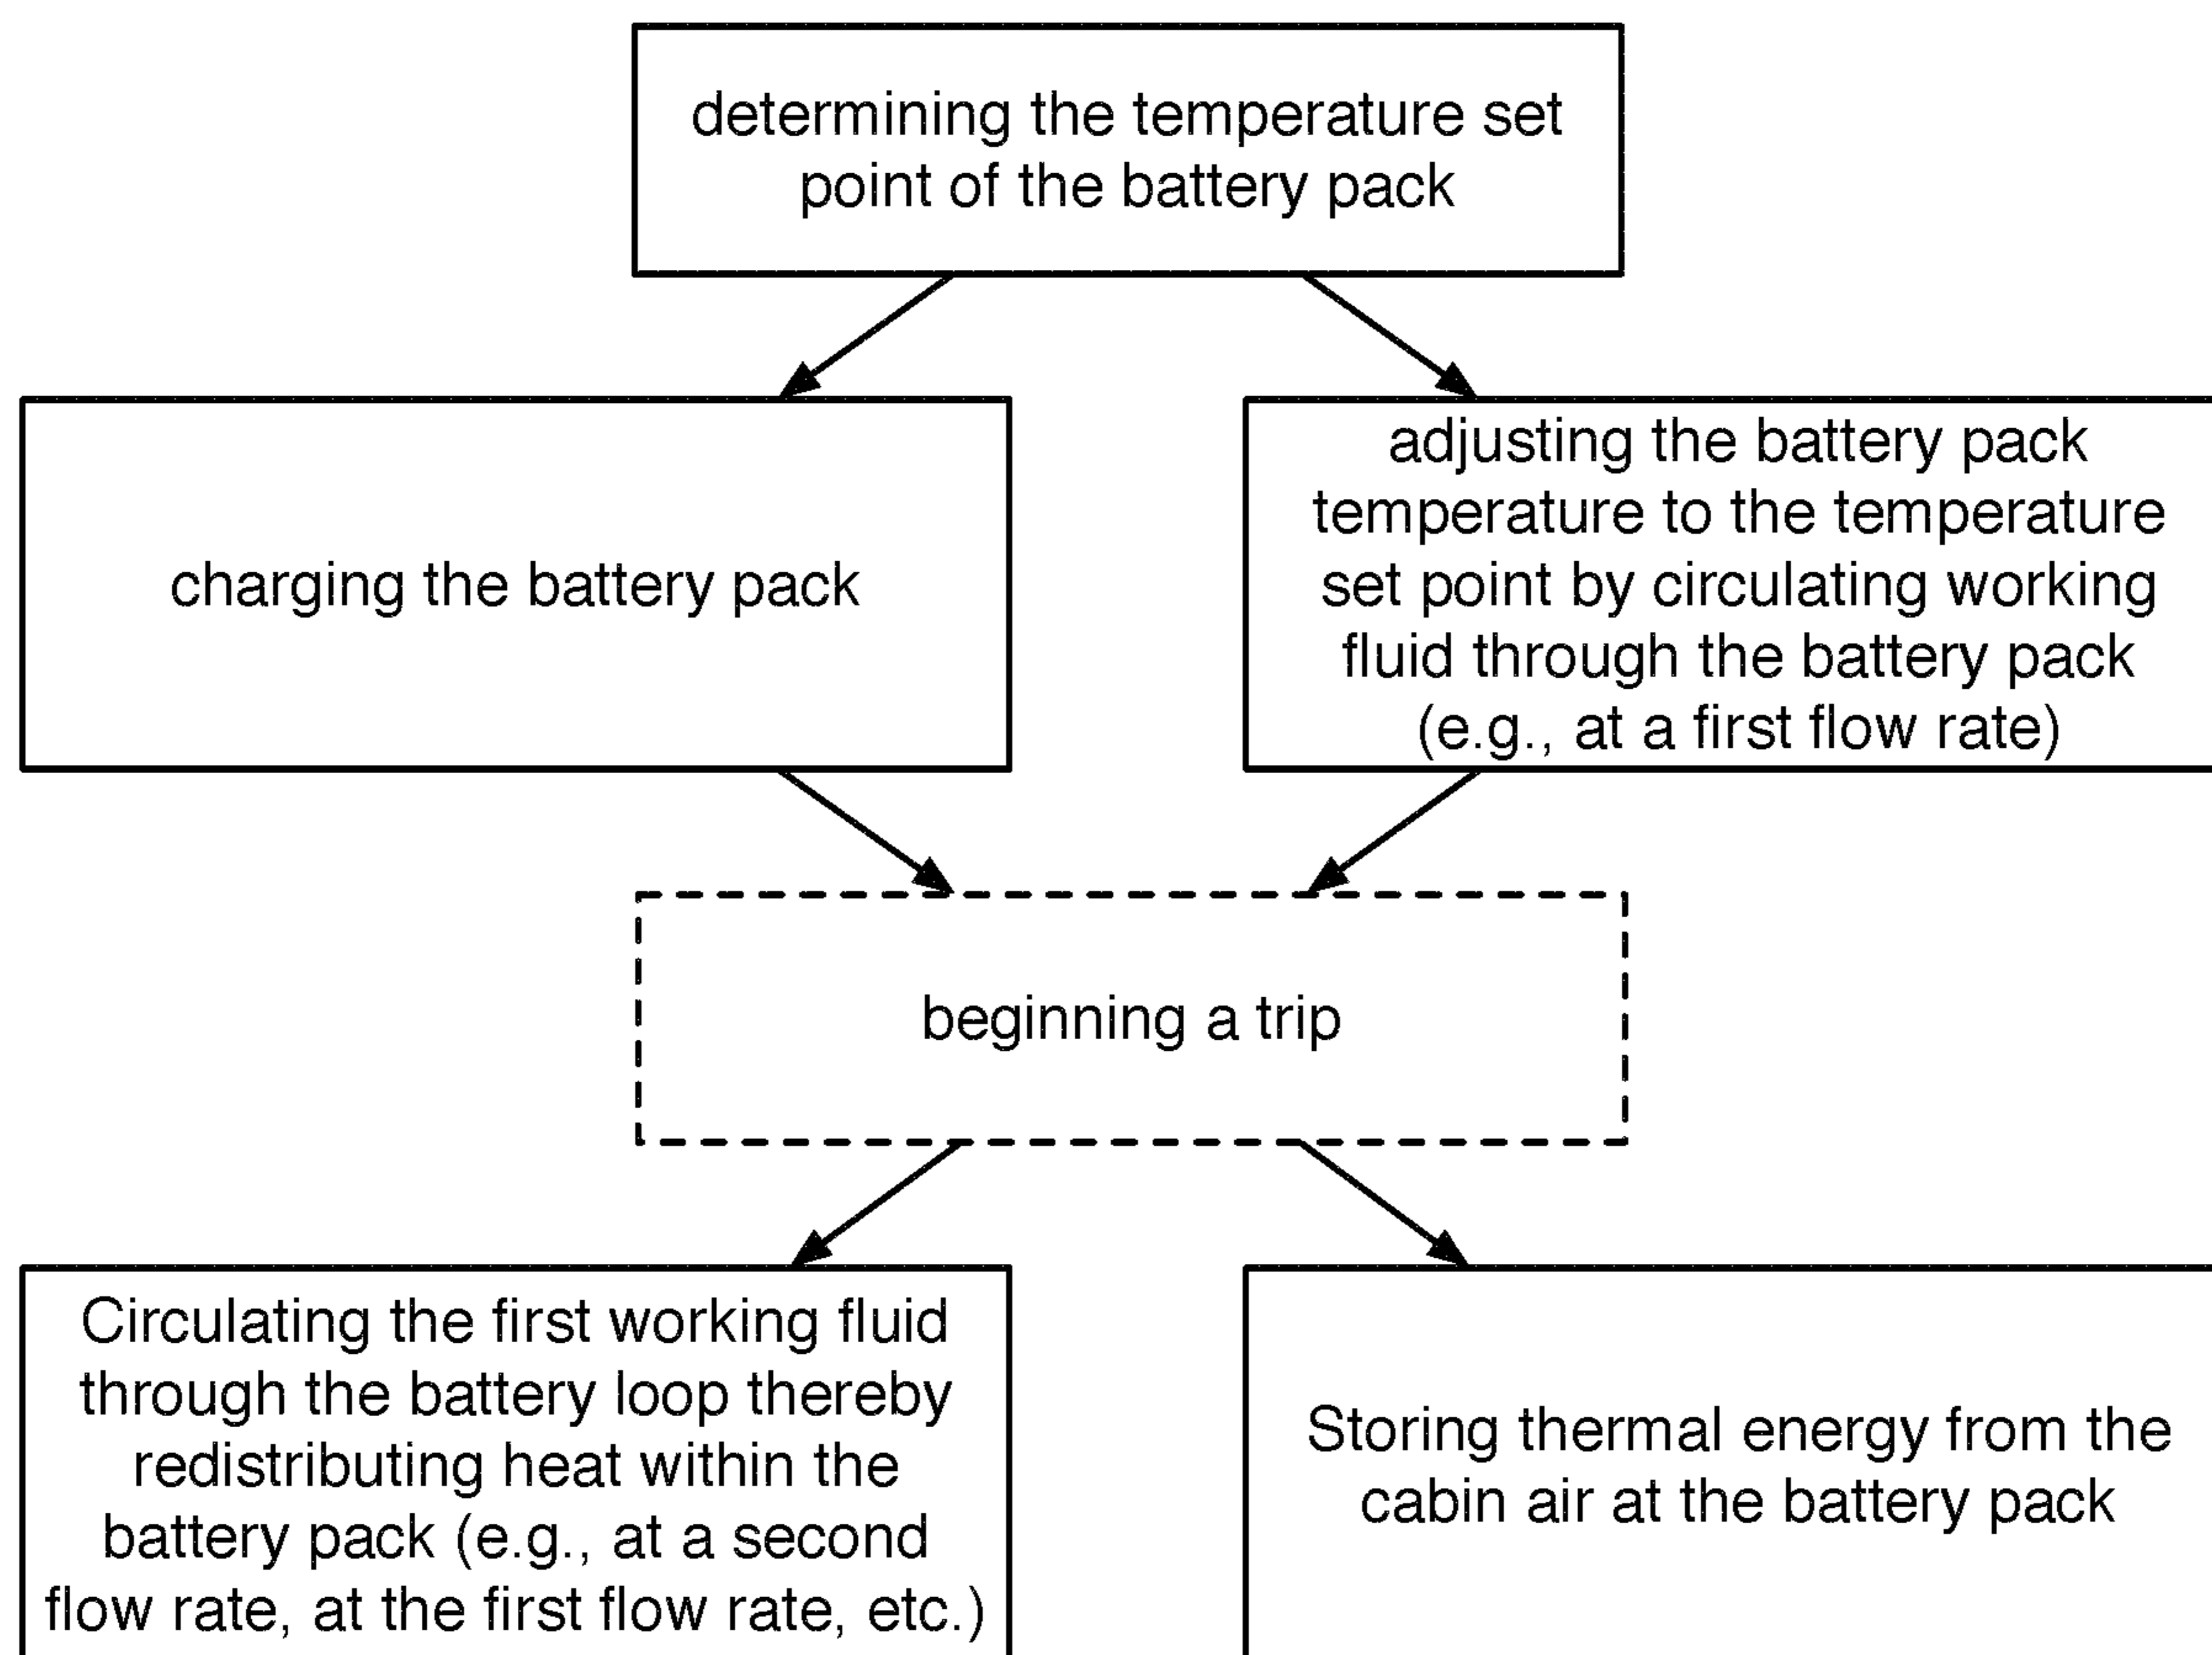 determining the temperature set
point of the battery pack
charging the battery pack
adjusting the battery pack
temperature to the temperature
set point by circulating working
fluid through the battery pack
(e.g., at a first flow rate)
beginning a trip
Circulating the first working fluid
through the battery loop thereby
redistributing heat within the
battery pack (e.g., at a second
flow rate, at the first flow rate, etc.)
Storing thermal energy from the
cabin air at the battery pack